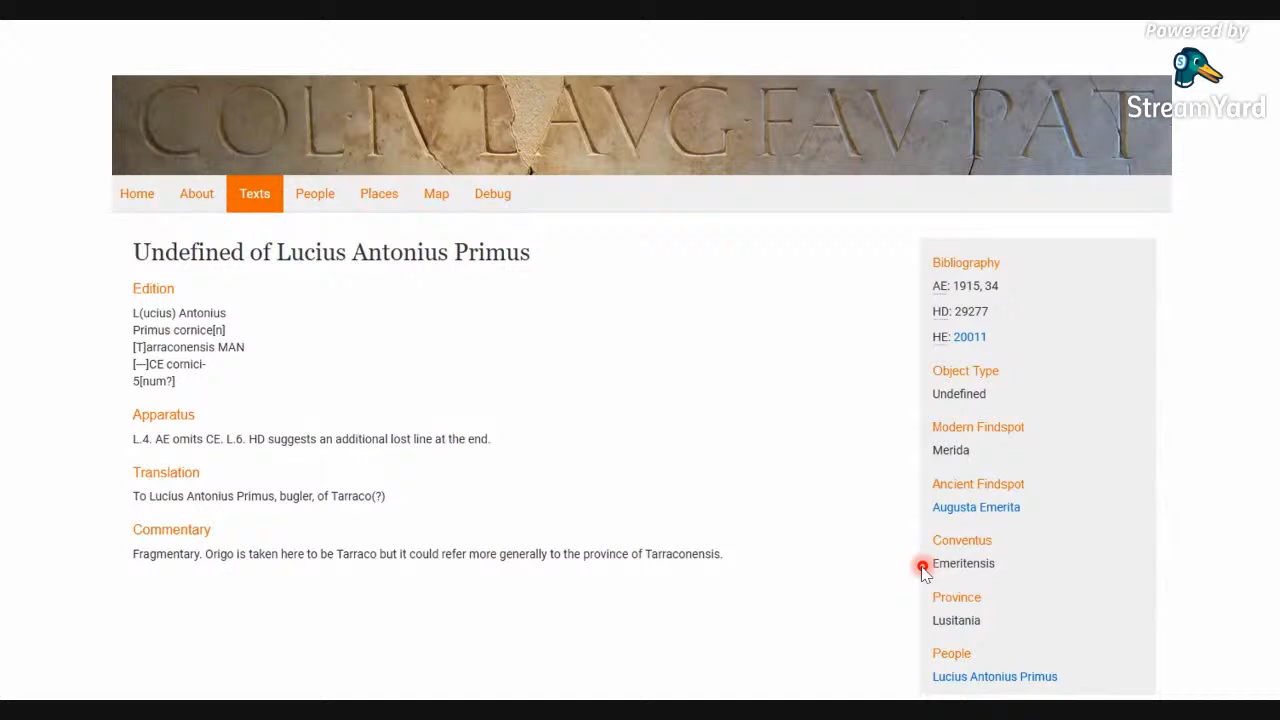 Powered by
StreamYard
COL·IVL·AVG·FAV·PAT
Home About Texts People Places Map Debug
Undefined of Lucius Antonius Primus
Edition
L(ucius) Antonius
Primus cornice[n]
[T]arraconensis MAN
[---]CE cornici-
5[num?]
Apparatus
L.4. AE omits CE. L.6. HD suggests an additional lost line at the end.
Translation
To Lucius Antonius Primus, bugler, of Tarraco(?)
Commentary
Fragmentary. Origo is taken here to be Tarraco but it could refer more generally to the province of Tarraconensis.
Bibliography
AE: 1915, 34
HD: 29277
HE: 20011
Object Type
Undefined
Modern Findspot
Merida
Ancient Findspot
Augusta Emerita
Conventus
Emeritensis
Province
Lusitania
People
Lucius Antonius Primus